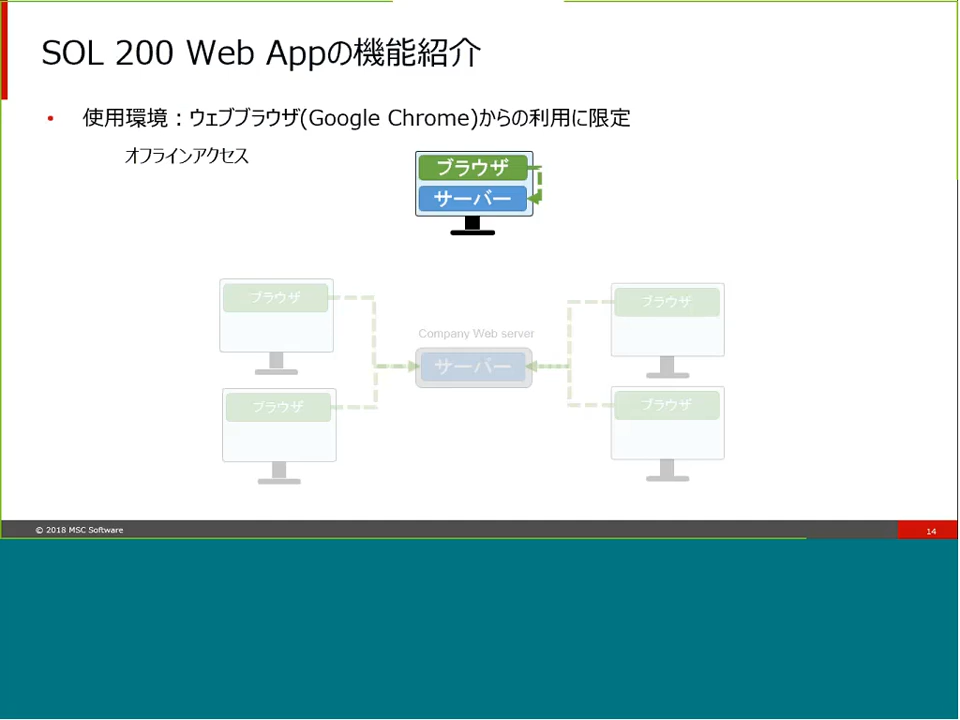 SOL 200 Web Appの機能紹介
• 使用環境：ウェブブラウザ(Google Chrome)からの利用に限定
オフラインアクセス
ブラウザ
サーバー
ブラウザ
ブラウザ
Company Web server
サーバー
ブラウザ
ブラウザ
© 2018 MSC Software
14